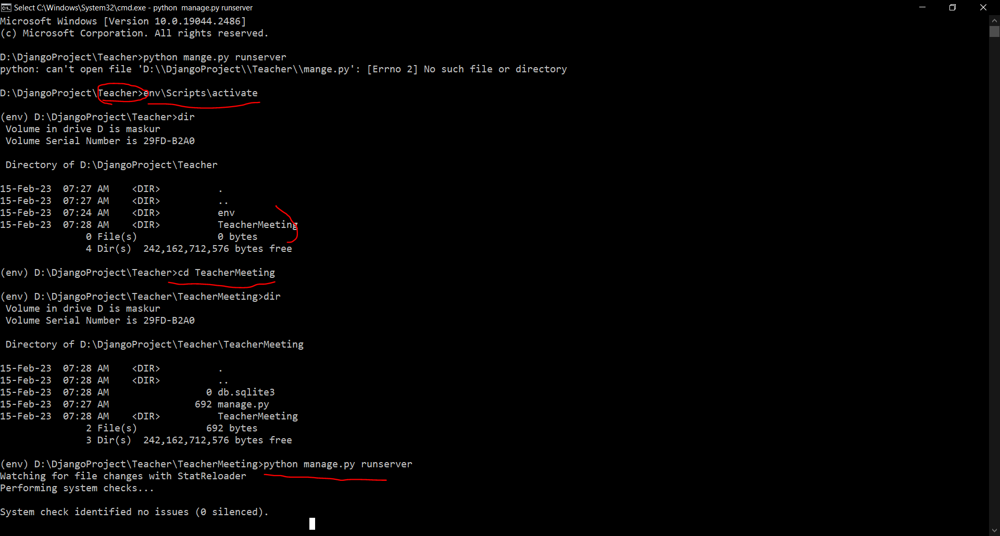 Select C:\Windows\System32\cmd.exe - python  manage.py runserver
Microsoft Windows [Version 10.0.19044.2486]
(c) Microsoft Corporation. All rights reserved.
D:\DjangoProject\Teacher>python mange.py runserver
python: can't open file 'D:\\DjangoProject\\Teacher\\mange.py': [Errno 2] No such file or directory
D:\DjangoProject\Teacher>env\Scripts\activate
(env) D:\DjangoProject\Teacher>dir
 Volume in drive D is maskur
 Volume Serial Number is 29FD-B2A0
 Directory of D:\DjangoProject\Teacher
15-Feb-23  07:27 AM    <DIR>          .
15-Feb-23  07:27 AM    <DIR>          ..
15-Feb-23  07:24 AM    <DIR>          env
15-Feb-23  07:28 AM    <DIR>          TeacherMeeting
               0 File(s)              0 bytes
               4 Dir(s)  242,162,712,576 bytes free
(env) D:\DjangoProject\Teacher>cd TeacherMeeting
(env) D:\DjangoProject\Teacher\TeacherMeeting>dir
 Volume in drive D is maskur
 Volume Serial Number is 29FD-B2A0
 Directory of D:\DjangoProject\Teacher\TeacherMeeting
15-Feb-23  07:28 AM    <DIR>          .
15-Feb-23  07:28 AM    <DIR>          ..
15-Feb-23  07:28 AM                 0 db.sqlite3
15-Feb-23  07:27 AM               692 manage.py
15-Feb-23  07:28 AM    <DIR>          TeacherMeeting
               2 File(s)            692 bytes
               3 Dir(s)  242,162,712,576 bytes free
(env) D:\DjangoProject\Teacher\TeacherMeeting>python manage.py runserver
Watching for file changes with StatReloader
Performing system checks...
System check identified no issues (0 silenced).